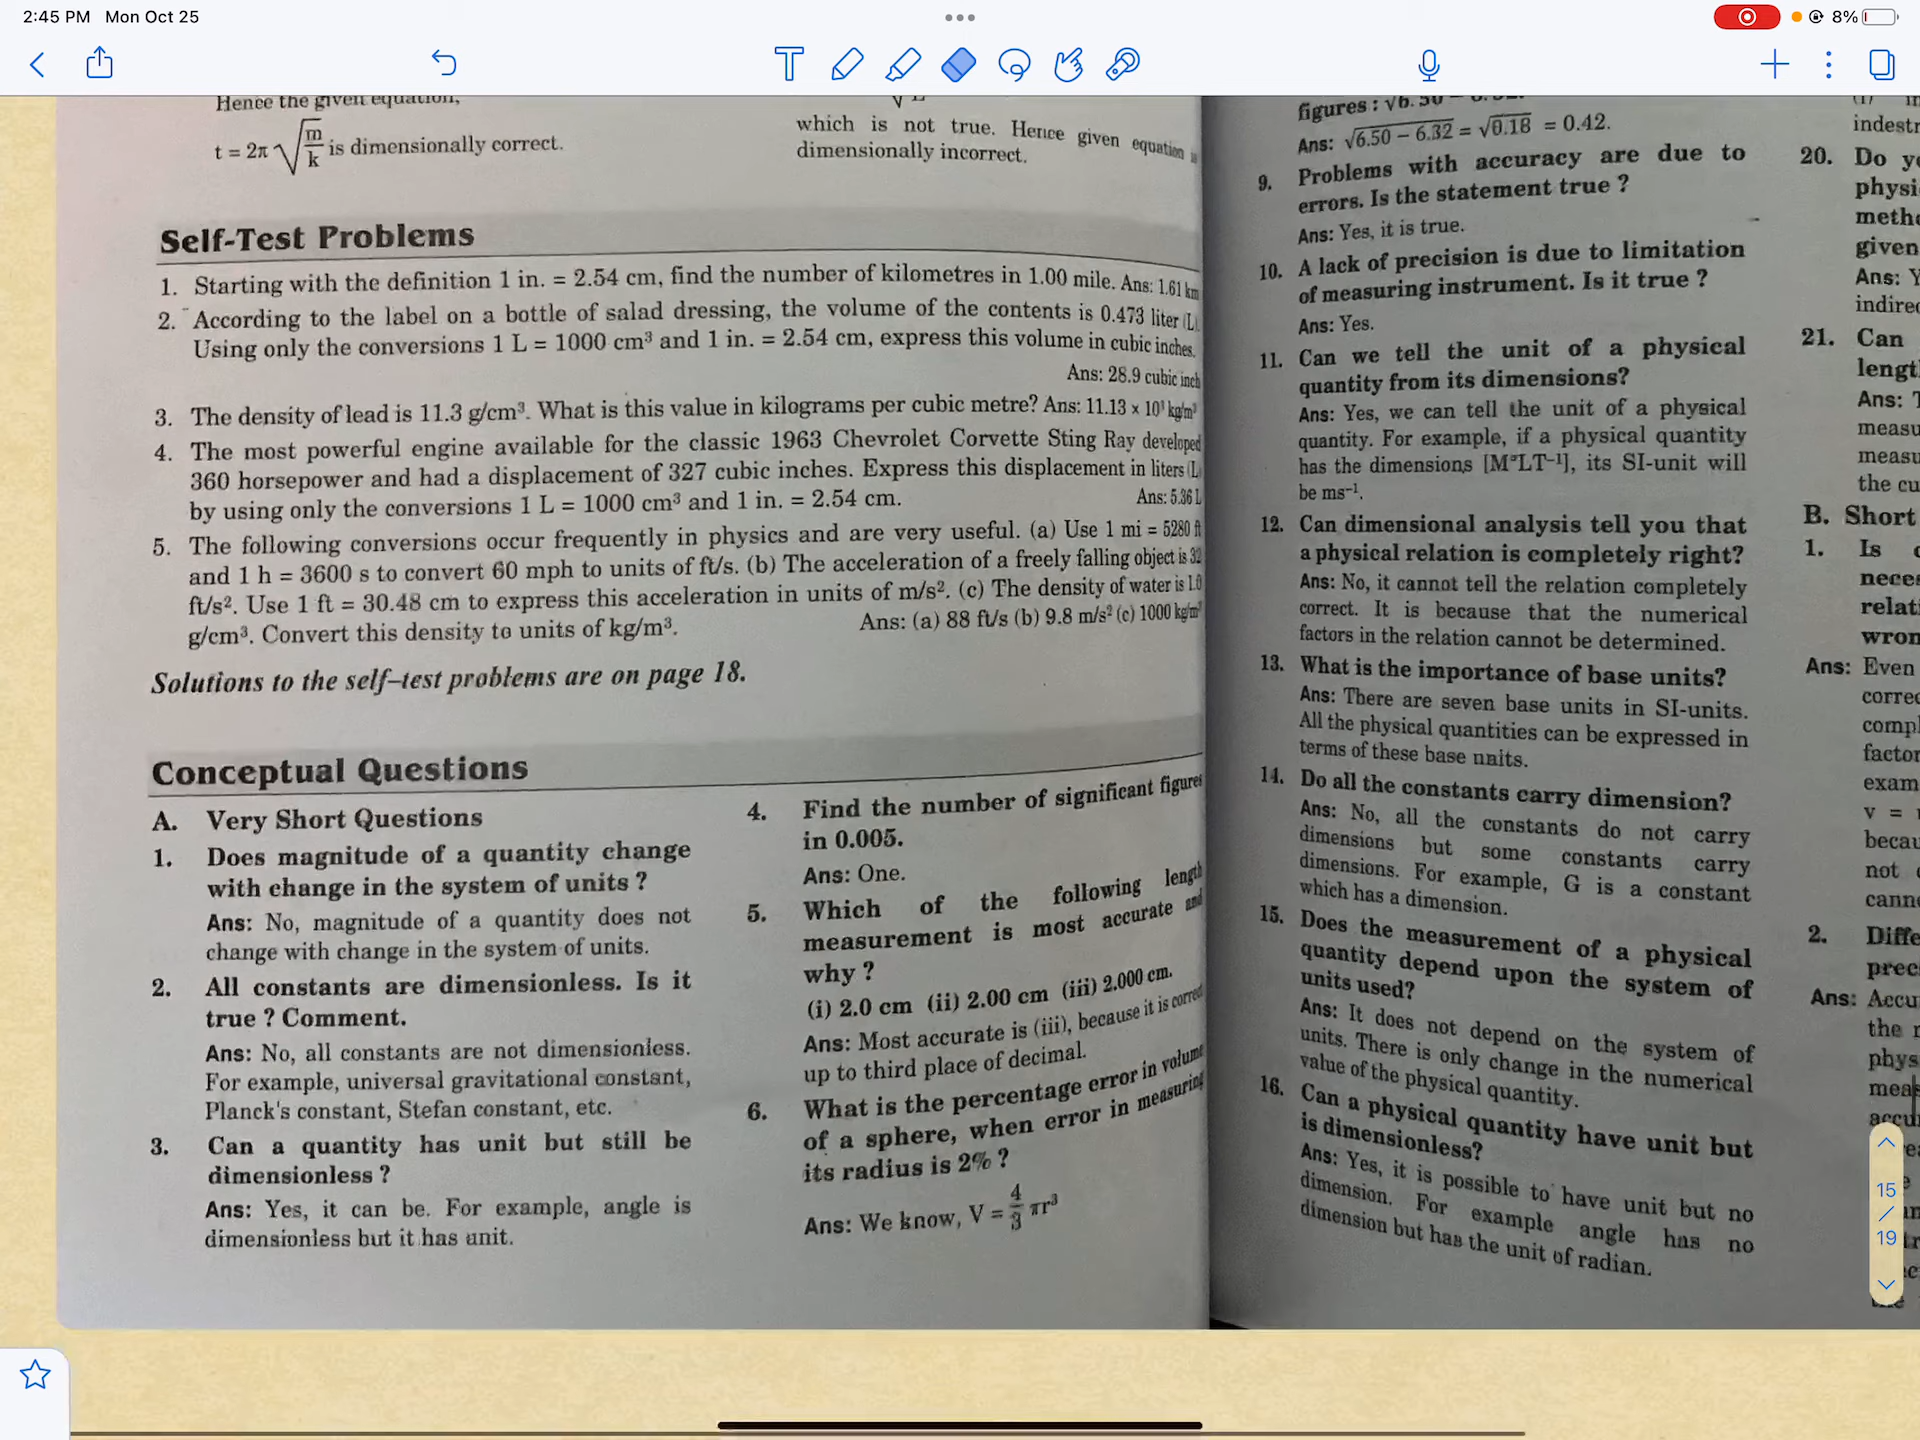 2:45 PM Mon Oct 25
8%
Hence the given equation,
t = 2π √m/k is dimensionally correct.
which is not true. Hence given equation is
dimensionally incorrect.
Self-Test Problems
1. Starting with the definition 1 in. = 2.54 cm, find the number of kilometres in 1.00 mile. Ans: 1.61 km
2. According to the label on a bottle of salad dressing, the volume of the contents is 0.473 liter (L).
Using only the conversions 1 L = 1000 cm³ and 1 in. = 2.54 cm, express this volume in cubic inches.
Ans: 28.9 cubic inch
3. The density of lead is 11.3 g/cm³. What is this value in kilograms per cubic metre? Ans: 11.13 × 10³ kg/m³
4. The most powerful engine available for the classic 1963 Chevrolet Corvette Sting Ray developed
360 horsepower and had a displacement of 327 cubic inches. Express this displacement in liters (L
by using only the conversions 1 L = 1000 cm³ and 1 in. = 2.54 cm. Ans: 5.36 L
5. The following conversions occur frequently in physics and are very useful. (a) Use 1 mi = 5280 ft
and 1 h = 3600 s to convert 60 mph to units of ft/s. (b) The acceleration of a freely falling object is 32
ft/s². Use 1 ft = 30.48 cm to express this acceleration in units of m/s². (c) The density of water is 1.0
g/cm³. Convert this density to units of kg/m³. Ans: (a) 88 ft/s (b) 9.8 m/s² (c) 1000 kg/m³
Solutions to the self-test problems are on page 18.
Conceptual Questions
A. Very Short Questions
1. Does magnitude of a quantity change
with change in the system of units ?
Ans: No, magnitude of a quantity does not
change with change in the system of units.
2. All constants are dimensionless. Is it
true ? Comment.
Ans: No, all constants are not dimensionless.
For example, universal gravitational constant,
Planck's constant, Stefan constant, etc.
3. Can a quantity has unit but still be
dimensionless ?
Ans: Yes, it can be. For example, angle is
dimensionless but it has unit.
4. Find the number of significant figures
in 0.005.
Ans: One.
5. Which of the following length
measurement is most accurate and
why ?
(i) 2.0 cm (ii) 2.00 cm (iii) 2.000 cm.
Ans: Most accurate is (iii), because it is correct
up to third place of decimal.
6. What is the percentage error in volume
of a sphere, when error in measuring
its radius is 2% ?
Ans: We know, V = 4/3 πr³
figures :
Ans: √6.50 − 6.32 = √0.18 = 0.42.
9. Problems with accuracy are due to
errors. Is the statement true ?
Ans: Yes, it is true.
10. A lack of precision is due to limitation
of measuring instrument. Is it true ?
Ans: Yes.
11. Can we tell the unit of a physical
quantity from its dimensions?
Ans: Yes, we can tell the unit of a physical
quantity. For example, if a physical quantity
has the dimensions [M°LT⁻¹], its SI-unit will
be ms⁻¹.
12. Can dimensional analysis tell you that
a physical relation is completely right?
Ans: No, it cannot tell the relation completely
correct. It is because that the numerical
factors in the relation cannot be determined.
13. What is the importance of base units?
Ans: There are seven base units in SI-units.
All the physical quantities can be expressed in
terms of these base units.
14. Do all the constants carry dimension?
Ans: No, all the constants do not carry
dimensions but some constants carry
dimensions. For example, G is a constant
which has a dimension.
15. Does the measurement of a physical
quantity depend upon the system of
units used?
Ans: It does not depend on the system of
units. There is only change in the numerical
value of the physical quantity.
16. Can a physical quantity have unit but
is dimensionless?
Ans: Yes, it is possible to have unit but no
dimension. For example angle has no
dimension but has the unit of radian.
20. Do
21. Can
Ans:
B. Short
1. Is
Ans: Even
v =
not
2.
Ans:
the
15
/
19